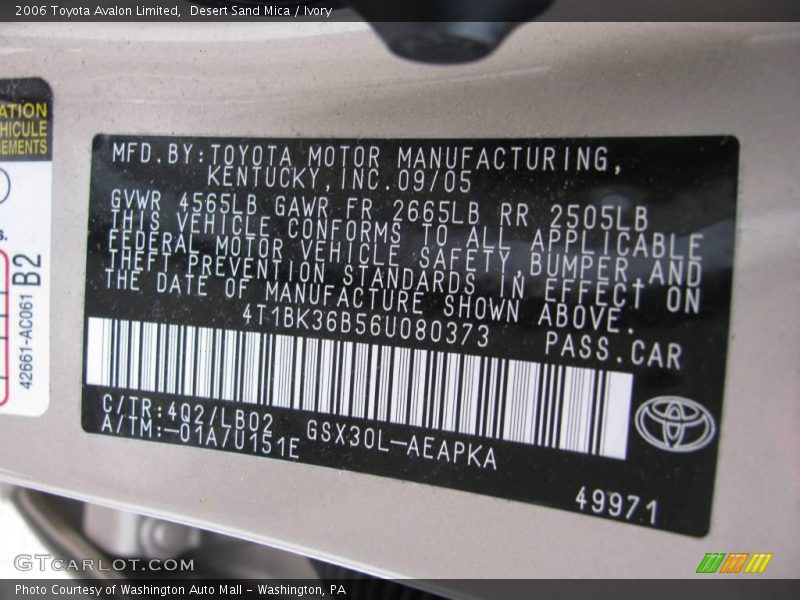 2006 Toyota Avalon Limited, Desert Sand Mica / Ivory
ATION
HICULE
EMENTS
s.
42661-AC061 B2
MFD.BY:TOYOTA MOTOR MANUFACTURING,
KENTUCKY,INC.09/05
GVWR 4565LB GAWR FR 2665LB RR 2505LB
THIS VEHICLE CONFORMS TO ALL APPLICABLE
FEDERAL MOTOR VEHICLE SAFETY,BUMPER,AND
THEFT PREVENTION STANDARDS IN EFFECT ON
THE DATE OF MANUFACTURE SHOWN ABOVE.
4T1BK36B56U080373 PASS.CAR
C/TR:4Q2/LB02
A/TM:-01A/U151E GSX30L-AEAPKA
49971
GTCARLOT.COM
Photo Courtesy of Washington Auto Mall - Washington, PA